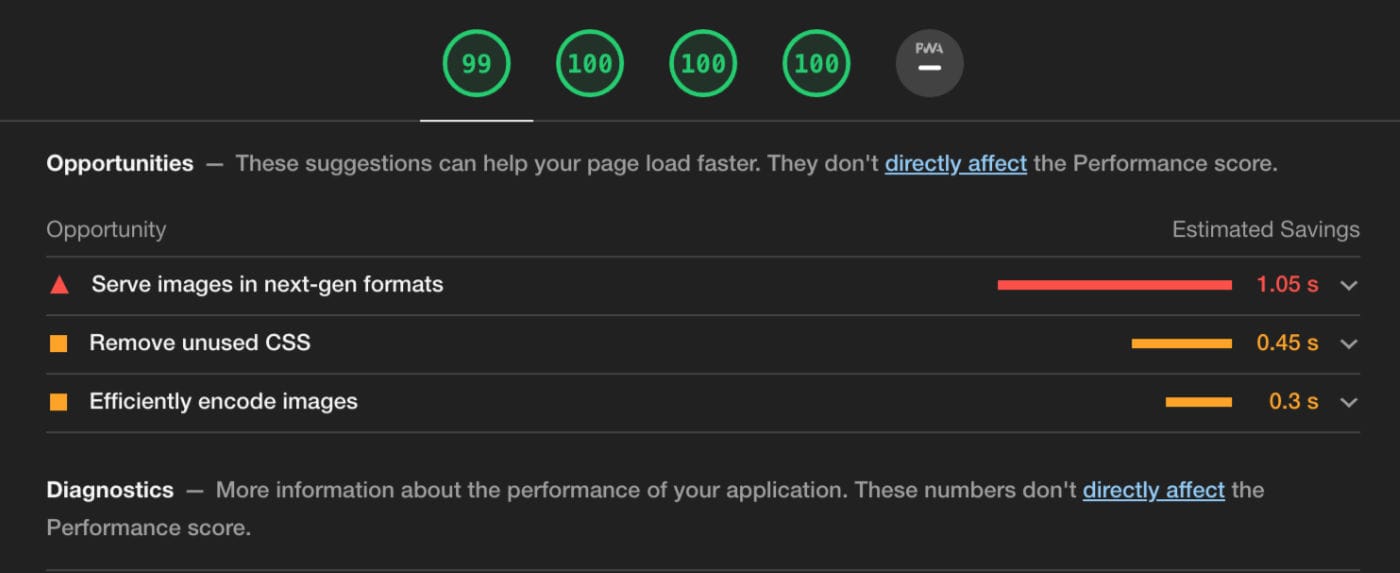 99 100 100 100 PWA
Opportunities — These suggestions can help your page load faster. They don't directly affect the Performance score.
Opportunity Estimated Savings
Serve images in next-gen formats 1.05 s
Remove unused CSS 0.45 s
Efficiently encode images 0.3 s
Diagnostics — More information about the performance of your application. These numbers don't directly affect the
Performance score.